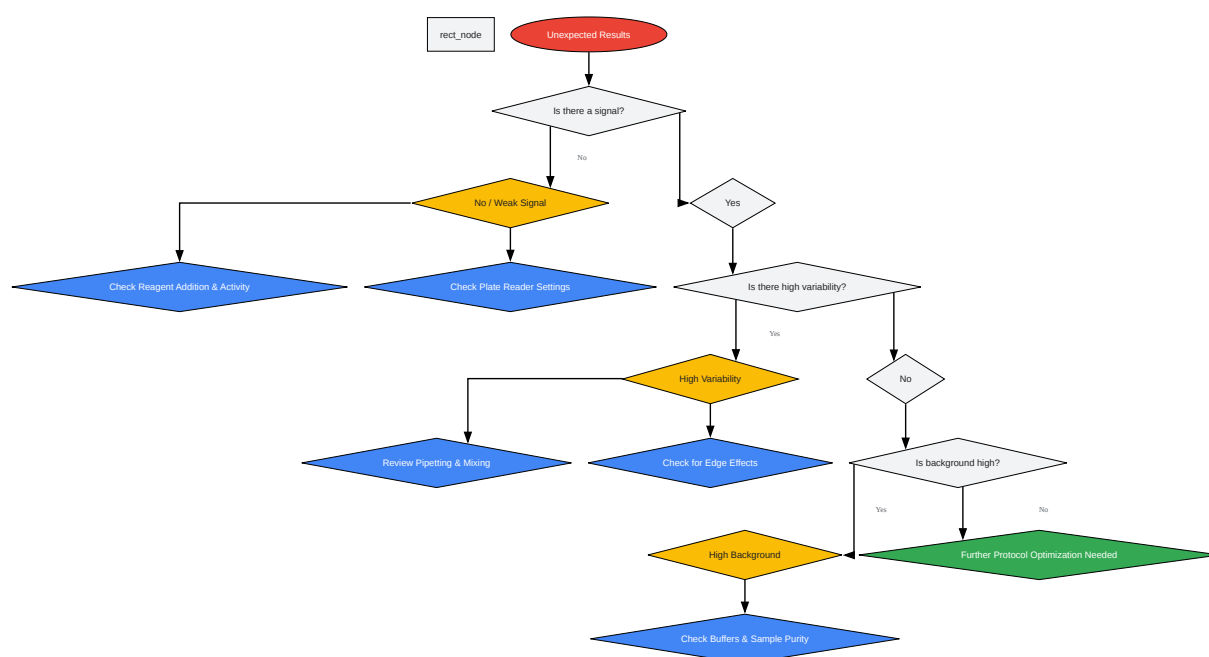 rect_node
Unexpected Results
Is there a signal?
No
No / Weak Signal
Yes
Check Reagent Addition & Activity
Check Plate Reader Settings
Is there high variability?
Yes
High Variability
No
Review Pipetting & Mixing
Check for Edge Effects
Is background high?
Yes
No
High Background
Further Protocol Optimization Needed
Check Buffers & Sample Purity